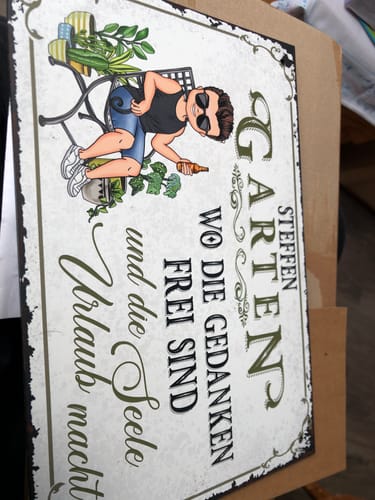 STEFFEN
GARTEN
WO DIE GEDANKEN
FREI SIND
und die Seele
Urlaub macht